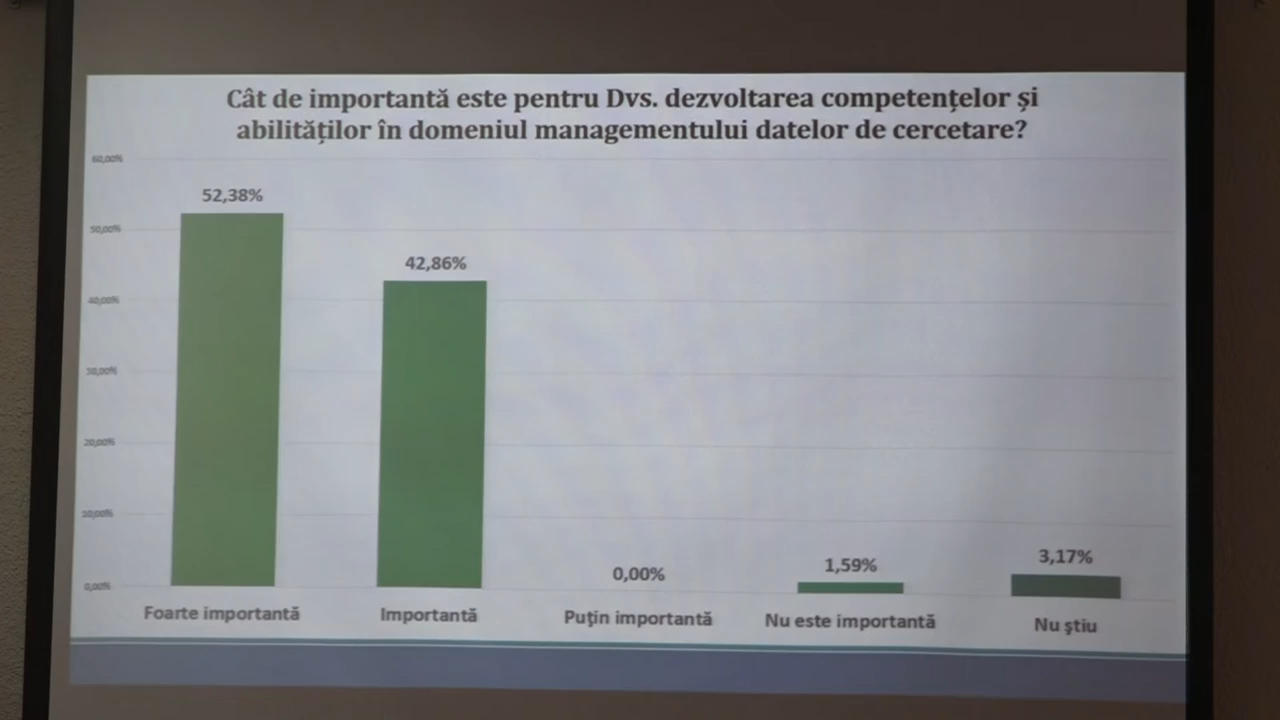 Cât de importantă este pentru Dvs. dezvoltarea competențelor și
abilităților în domeniul managementului datelor de cercetare?
60,00%
52,38%
50,00%
42,86%
40,00%
30,00%
20,00%
10,00%
0,00%
0,00%
1,59%
3,17%
Foarte importantă
Importantă
Puţin importantă
Nu este importantă
Nu ştiu